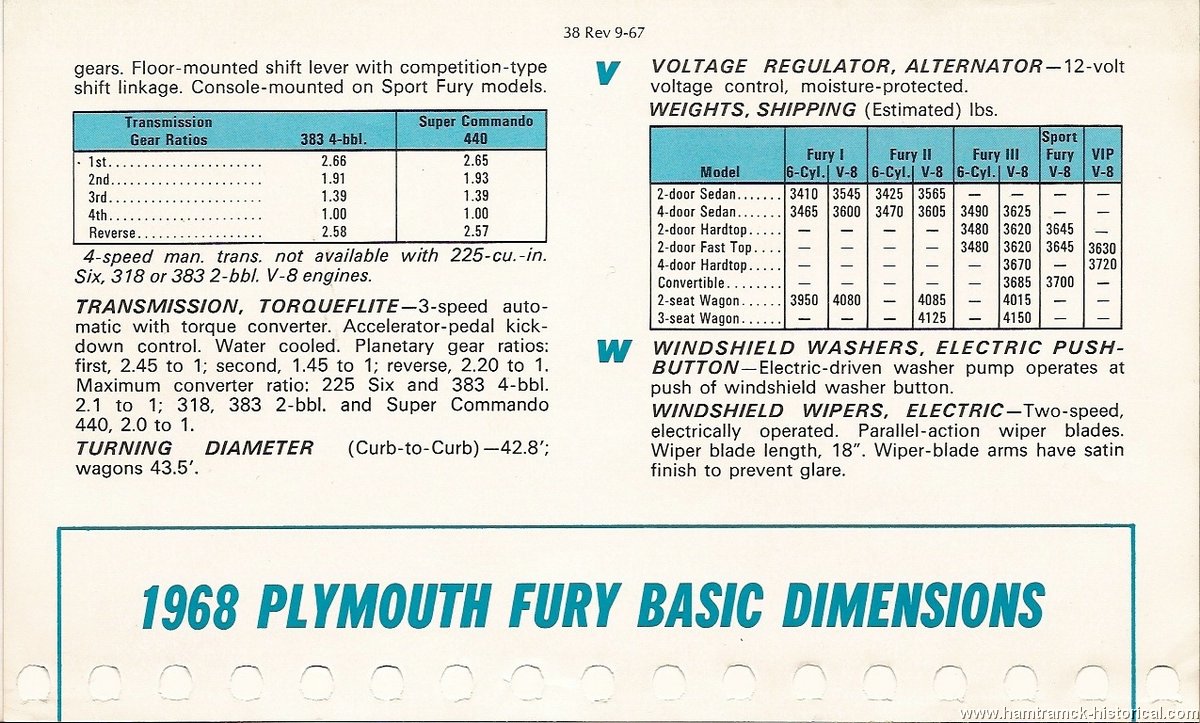 38 Rev 9-67
gears. Floor-mounted shift lever with competition-type
shift linkage. Console-mounted on Sport Fury models.
Transmission Gear Ratios 383 4-bbl. Super Commando 440
1st...................... 2.66 2.65
2nd...................... 1.91 1.93
3rd...................... 1.39 1.39
4th...................... 1.00 1.00
Reverse.................. 2.58 2.57
4-speed man. trans. not available with 225-cu.-in.
Six, 318 or 383 2-bbl. V-8 engines.
TRANSMISSION, TORQUEFLITE—3-speed auto-
matic with torque converter. Accelerator-pedal kick-
down control. Water cooled. Planetary gear ratios:
first, 2.45 to 1; second, 1.45 to 1; reverse, 2.20 to 1.
Maximum converter ratio: 225 Six and 383 4-bbl.
2.1 to 1; 318, 383 2-bbl. and Super Commando
440, 2.0 to 1.
TURNING DIAMETER (Curb-to-Curb)—42.8′;
wagons 43.5′.
V VOLTAGE REGULATOR, ALTERNATOR—12-volt
voltage control, moisture-protected.
WEIGHTS, SHIPPING (Estimated) lbs.
Model Fury I Fury II Fury III Sport Fury VIP
6-Cyl. V-8 6-Cyl. V-8 6-Cyl. V-8 V-8 V-8
2-door Sedan....... 3410 3545 3425 3565 — — — —
4-door Sedan....... 3465 3600 3470 3605 3490 3625 — —
2-door Hardtop..... — — — — 3480 3620 3645 —
2-door Fast Top.... — — — — 3480 3620 3645 3630
4-door Hardtop..... — — — — — 3670 — 3720
Convertible........ — — — — — 3685 3700 —
2-seat Wagon...... 3950 4080 — 4085 — 4015 — —
3-seat Wagon...... — — — 4125 — 4150 — —
W WINDSHIELD WASHERS, ELECTRIC PUSH-
BUTTON—Electric-driven washer pump operates at
push of windshield washer button.
WINDSHIELD WIPERS, ELECTRIC—Two-speed,
electrically operated. Parallel-action wiper blades.
Wiper blade length, 18″. Wiper-blade arms have satin
finish to prevent glare.
1968 PLYMOUTH FURY BASIC DIMENSIONS
www.hamtramck-historical.com